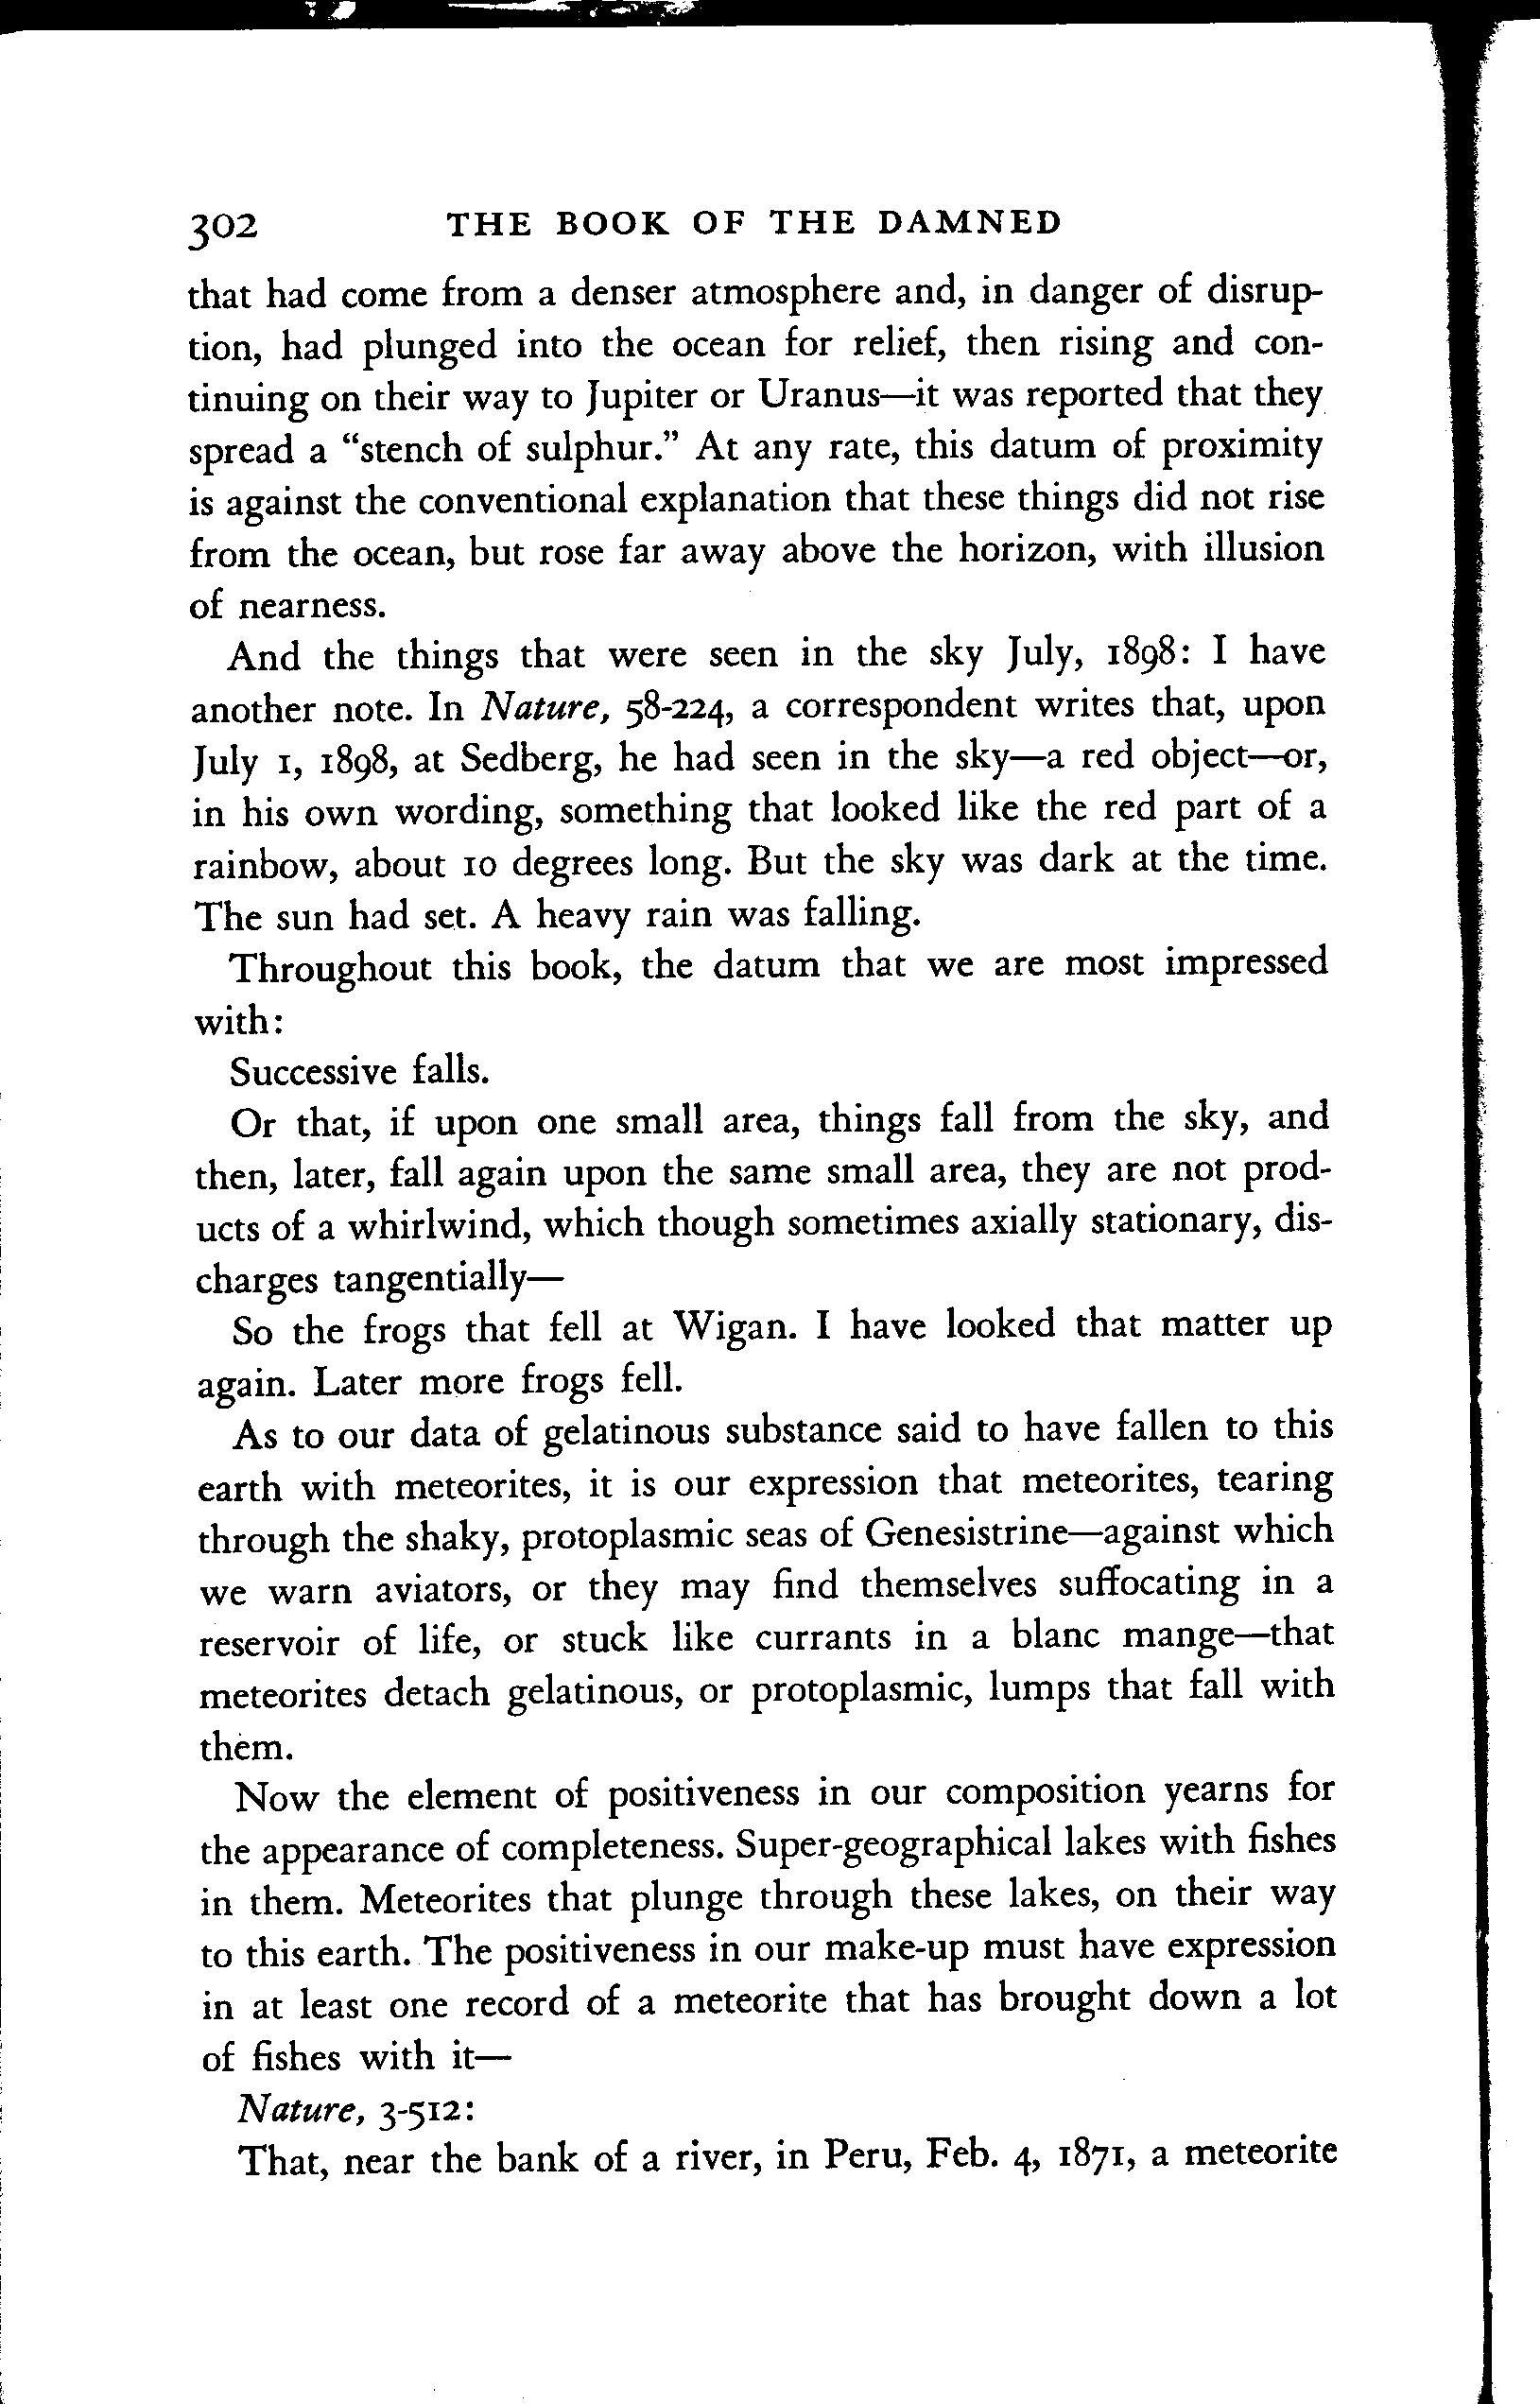 302 THE BOOK OF THE DAMNED
that had come from a denser atmosphere and, in danger of disrup-
tion, had plunged into the ocean for relief, then rising and con-
tinuing on their way to Jupiter or Uranus—it was reported that they
spread a “stench of sulphur.” At any rate, this datum of proximity
is against the conventional explanation that these things did not rise
from the ocean, but rose far away above the horizon, with illusion
of nearness.
And the things that were seen in the sky July, 1898: I have
another note. In Nature, 58-224, a correspondent writes that, upon
July 1, 1898, at Sedberg, he had seen in the sky—a red object—or,
in his own wording, something that looked like the red part of a
rainbow, about 10 degrees long. But the sky was dark at the time.
The sun had set. A heavy rain was falling.
Throughout this book, the datum that we are most impressed
with:
Successive falls.
Or that, if upon one small area, things fall from the sky, and
then, later, fall again upon the same small area, they are not prod-
ucts of a whirlwind, which though sometimes axially stationary, dis-
charges tangentially—
So the frogs that fell at Wigan. I have looked that matter up
again. Later more frogs fell.
As to our data of gelatinous substance said to have fallen to this
earth with meteorites, it is our expression that meteorites, tearing
through the shaky, protoplasmic seas of Genesistrine—against which
we warn aviators, or they may find themselves suffocating in a
reservoir of life, or stuck like currants in a blanc mange—that
meteorites detach gelatinous, or protoplasmic, lumps that fall with
them.
Now the element of positiveness in our composition yearns for
the appearance of completeness. Super-geographical lakes with fishes
in them. Meteorites that plunge through these lakes, on their way
to this earth. The positiveness in our make-up must have expression
in at least one record of a meteorite that has brought down a lot
of fishes with it—
Nature, 3-512:
That, near the bank of a river, in Peru, Feb. 4, 1871, a meteorite